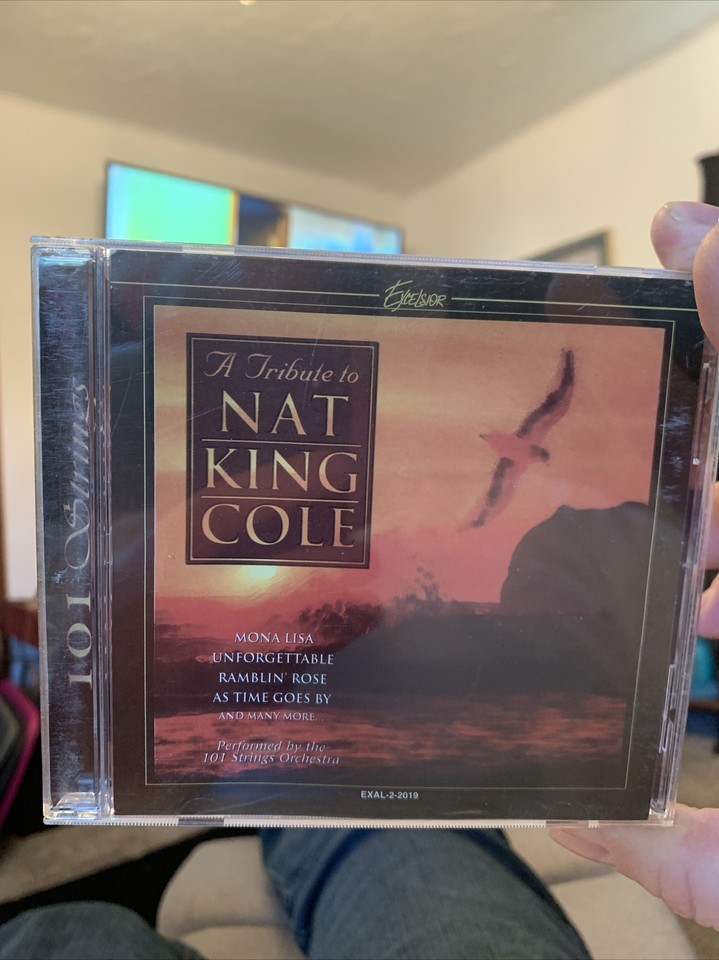 Excelsior
A Tribute to
NAT
KING
COLE
MONA LISA
UNFORGETTABLE
RAMBLIN' ROSE
AS TIME GOES BY
AND MANY MORE...
Performed by the
101 Strings Orchestra
EXAL-2-2019
101 Strings